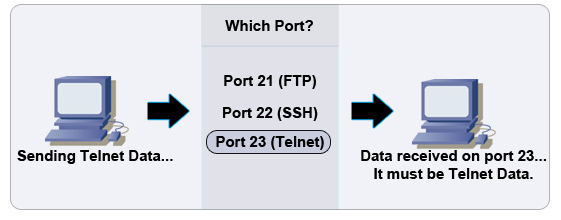 Which Port?
Port 21 (FTP)
Port 22 (SSH)
Port 23 (Telnet)
Sending Telnet Data...
Data received on port 23...
It must be Telnet Data.